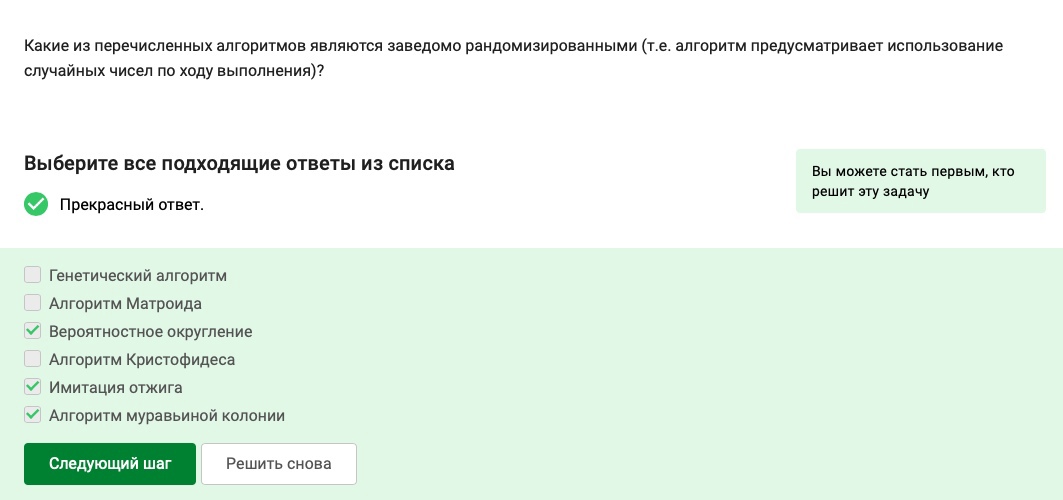 Какие из перечисленных алгоритмов являются заведомо рандомизированными (т.е. алгоритм предусматривает использование
случайных чисел по ходу выполнения)?
Выберите все подходящие ответы из списка
Вы можете стать первым, кто
решит эту задачу
Прекрасный ответ.
Генетический алгоритм
Алгоритм Матроида
Вероятностное округление
Алгоритм Кристофидеса
Имитация отжига
Алгоритм муравьиной колонии
Следующий шаг
Решить снова